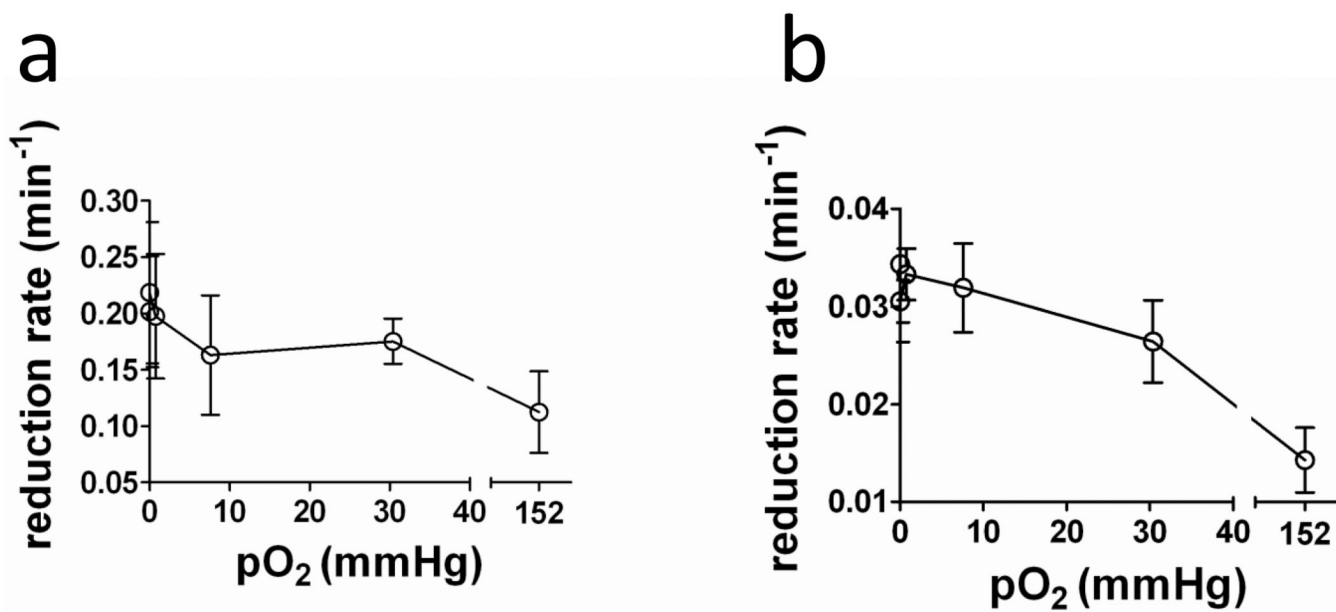 a
reduction rate (min⁻¹)
0.30
0.25
0.20
0.15
0.10
0.05
0 10 20 30 40 152
pO₂ (mmHg)
b
reduction rate (min⁻¹)
0.04
0.03
0.02
0.01
0 10 20 30 40 152
pO₂ (mmHg)